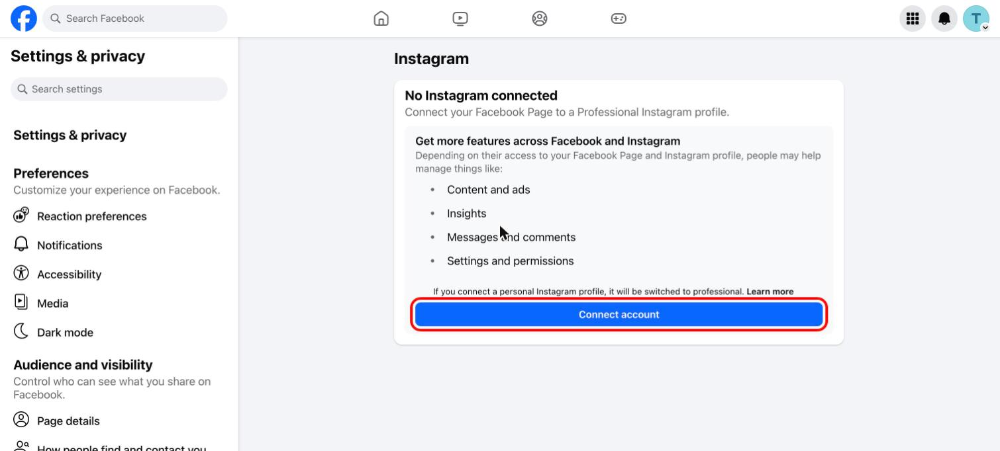 Search Facebook
T
Settings & privacy
Search settings
Settings & privacy
Preferences
Customize your experience on Facebook.
Reaction preferences
Notifications
Accessibility
Media
Dark mode
Audience and visibility
Control who can see what you share on
Facebook.
Page details
How people find and contact you
Instagram
No Instagram connected
Connect your Facebook Page to a Professional Instagram profile.
Get more features across Facebook and Instagram
Depending on their access to your Facebook Page and Instagram profile, people may help
manage things like:
• Content and ads
• Insights
• Messages and comments
• Settings and permissions
If you connect a personal Instagram profile, it will be switched to professional. Learn more
Connect account